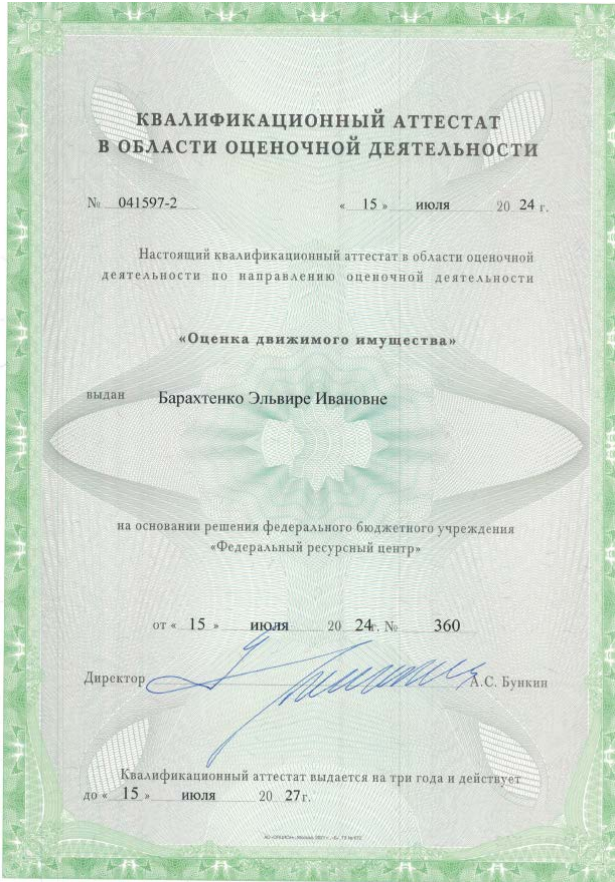 КВАЛИФИКАЦИОННЫЙ АТТЕСТАТ
В ОБЛАСТИ ОЦЕНОЧНОЙ ДЕЯТЕЛЬНОСТИ
№ 041597-2 « 15 » июля 20 24 г.
Настоящий квалификационный аттестат в области оценочной
деятельности по направлению оценочной деятельности
«Оценка движимого имущества»
выдан Барахтенко Эльвире Ивановне
на основании решения федерального бюджетного учреждения
«Федеральный ресурсный центр»
от « 15 » июля 20 24г. № 360
Директор А.С. Бункин
Квалификационный аттестат выдается на три года и действует
до « 15 » июля 20 27г.